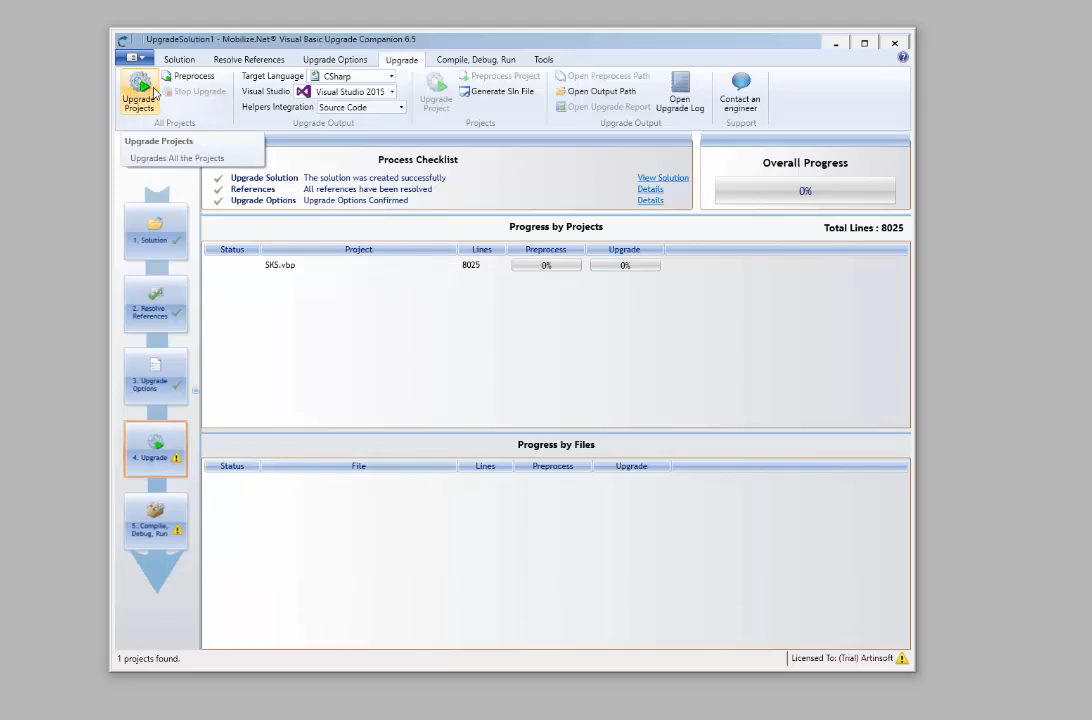 UpgradeSolution1 - Mobilize.Net® Visual Basic Upgrade Companion 6.5
Solution Resolve References Upgrade Options Upgrade Compile, Debug, Run Tools
Upgrade Projects
Preprocess
Stop Upgrade
All Projects
Target Language CSharp
Visual Studio Visual Studio 2015
Helpers Integration Source Code
Upgrade Output
Upgrade Project
Preprocess Project
Generate Sln File
Projects
Open Preprocess Path
Open Output Path
Open Upgrade Report
Open Upgrade Log
Upgrade Output
Contact an engineer
Support
Upgrade Projects
Upgrades All the Projects
Process Checklist
Upgrade Solution The solution was created successfully View Solution
References All references have been resolved Details
Upgrade Options Upgrade Options Confirmed Details
Overall Progress
0%
1. Solution
2. Resolve References
3. Upgrade Options
4. Upgrade
5. Compile, Debug, Run
Progress by Projects Total Lines : 8025
Status Project Lines Preprocess Upgrade
SKS.vbp 8025 0% 0%
Progress by Files
Status File Lines Preprocess Upgrade
1 projects found.
Licensed To: (Trial) Artinsoft